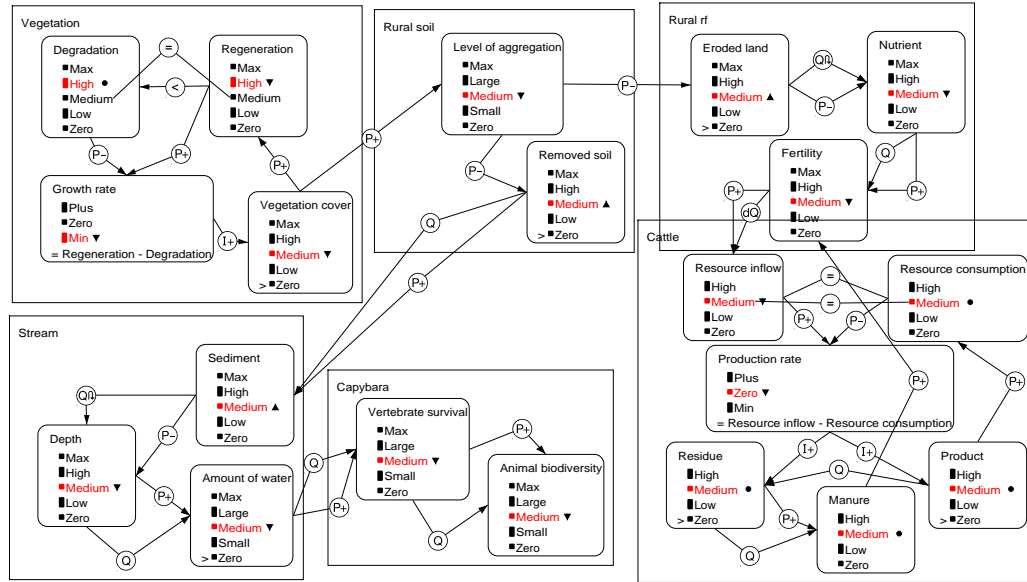 Vegetation
Degradation
Max
High
Medium
Low
Zero
=
<
Regeneration
Max
High
Medium
Low
Zero
P-
P+
P+
Growth rate
Plus
Zero
Min
= Regeneration - Degradation
I+
Vegetation cover
Max
High
Medium
Low
> Zero
P+
Rural soil
Level of aggregation
Max
Large
Medium
Small
Zero
P-
Removed soil
Max
High
Medium
Low
> Zero
Q
P+
P-
Rural rf
Eroded land
Max
High
Medium
Low
> Zero
P-
Nutrient
Max
High
Medium
Low
Zero
Q
P+
Fertility
Max
High
Medium
Low
Zero
P+
dQ
Cattle
Resource inflow
High
Medium
Low
Zero
=
=
P+
P-
Resource consumption
High
Medium
Low
Zero
Production rate
Plus
Zero
Min
= Resource inflow - Resource consumption
P+
P+
I+
I+
Q
Residue
High
Medium
Low
> Zero
P+
Q
Manure
High
Medium
Low
Zero
Product
High
Medium
Low
> Zero
Stream
Sediment
Max
High
Medium
Low
Zero
P-
Depth
Max
High
Medium
Low
Zero
P+
Q
Amount of water
Max
Large
Medium
Small
> Zero
Q
P+
Capybara
Vertebrate survival
Max
Large
Medium
Small
Zero
P+
Q
Animal biodiversity
Max
Large
Medium
Small
Zero